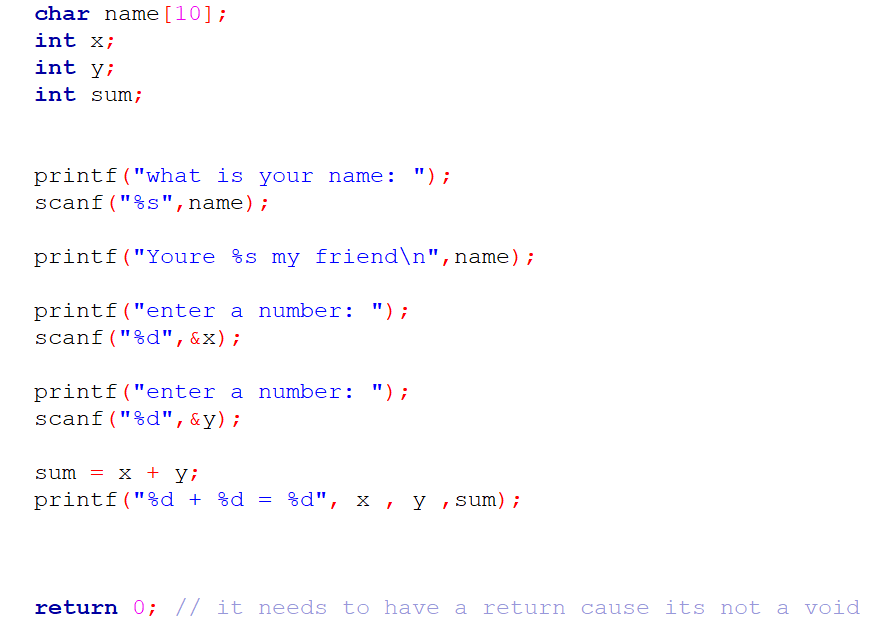 char name[10];
int x;
int y;
int sum;
printf("what is your name: ");
scanf("%s",name);
printf("Youre %s my friend\n",name);
printf("enter a number: ");
scanf("%d",&x);
printf("enter a number: ");
scanf("%d",&y);
sum = x + y;
printf("%d + %d = %d", x , y ,sum);
return 0; // it needs to have a return cause its not a void